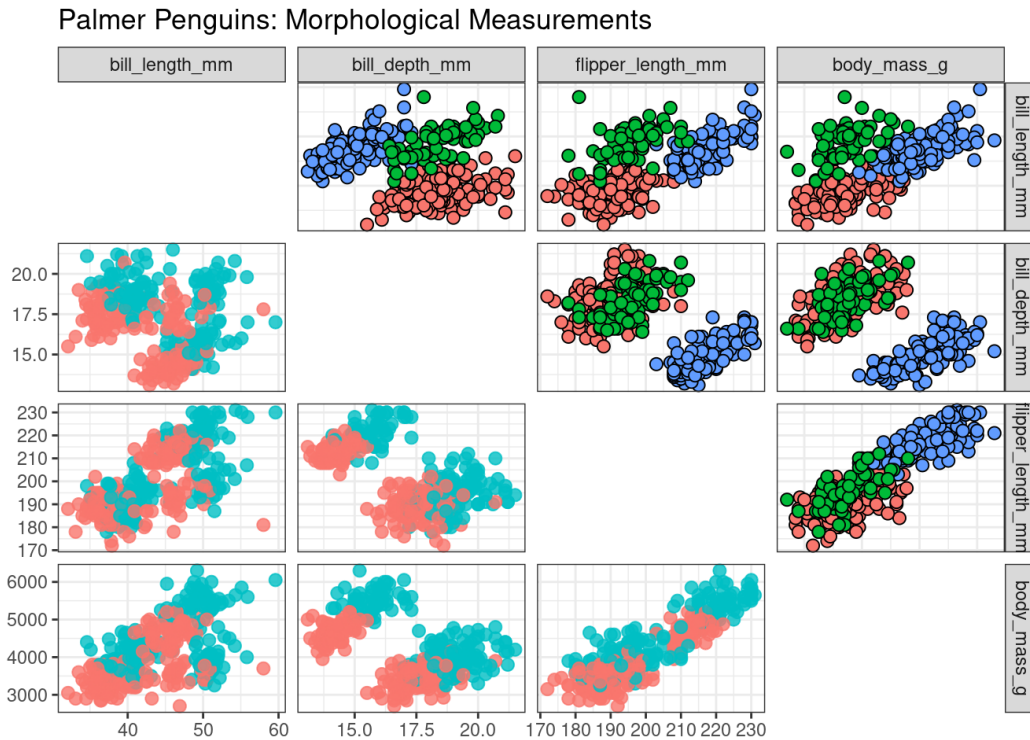 Palmer Penguins: Morphological Measurements
bill_length_mm bill_depth_mm flipper_length_mm body_mass_g
bill_length_mm
20.0
17.5
15.0
bill_depth_mm
230
220
210
200
190
180
170
flipper_length_mm
6000
5000
4000
3000
body_mass_g
40 50 60 15.0 17.5 20.0 170 180 190 200 210 220 230